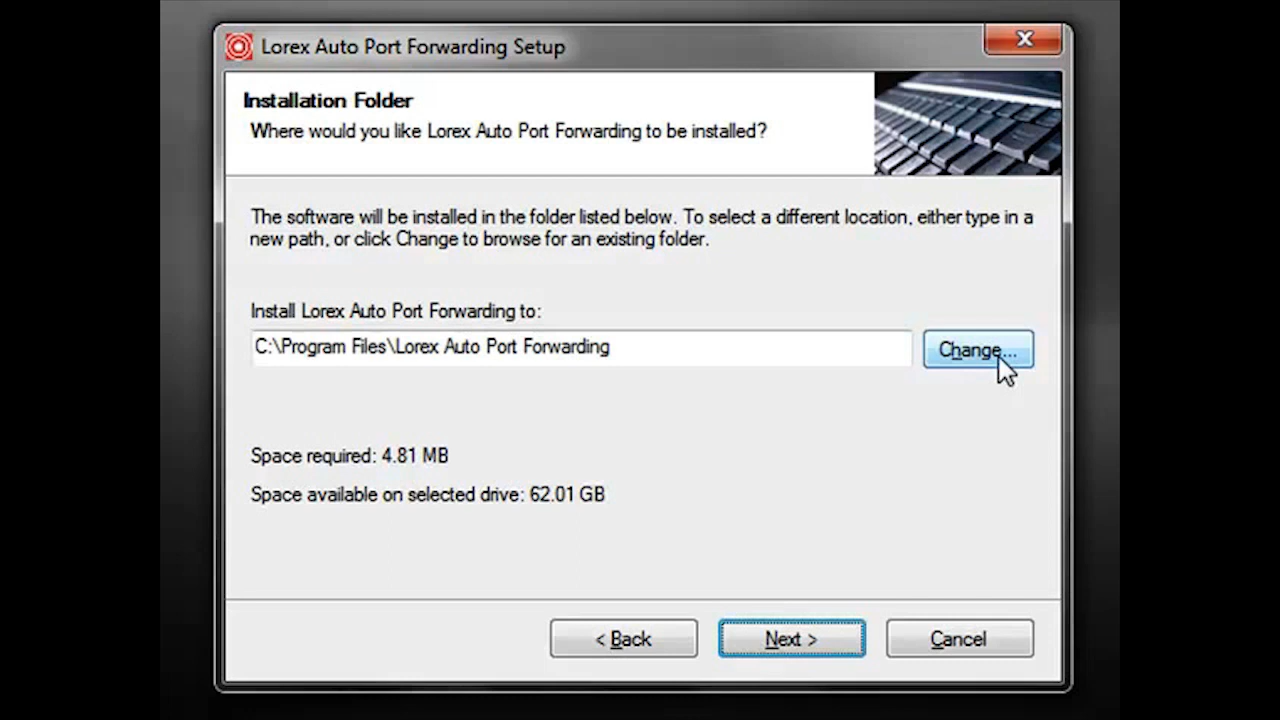 Lorex Auto Port Forwarding Setup
Installation Folder
Where would you like Lorex Auto Port Forwarding to be installed?
The software will be installed in the folder listed below. To select a different location, either type in a
new path, or click Change to browse for an existing folder.
Install Lorex Auto Port Forwarding to:
C:\Program Files\Lorex Auto Port Forwarding
Change...
Space required: 4.81 MB
Space available on selected drive: 62.01 GB
< Back
Next >
Cancel